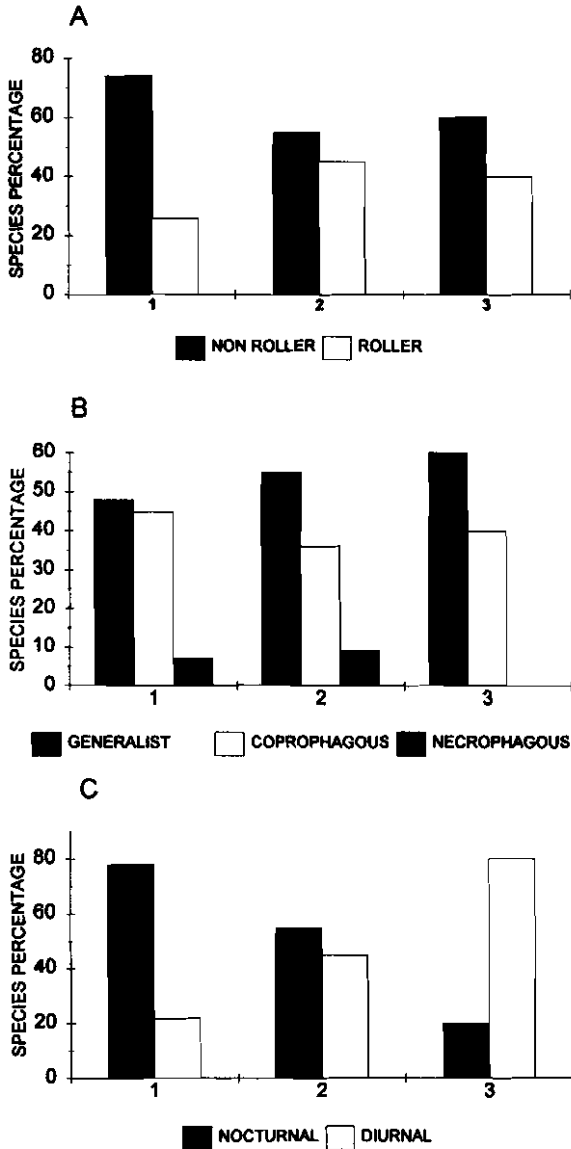 A
SPECIES PERCENTAGE
80
60
40
20
0
1 2 3
NON ROLLER ROLLER
B
SPECIES PERCENTAGE
60
50
40
30
20
10
0
1 2 3
GENERALIST COPROPHAGOUS NECROPHAGOUS
C
SPECIES PERCENTAGE
80
60
40
20
0
1 2 3
NOCTURNAL DIURNAL